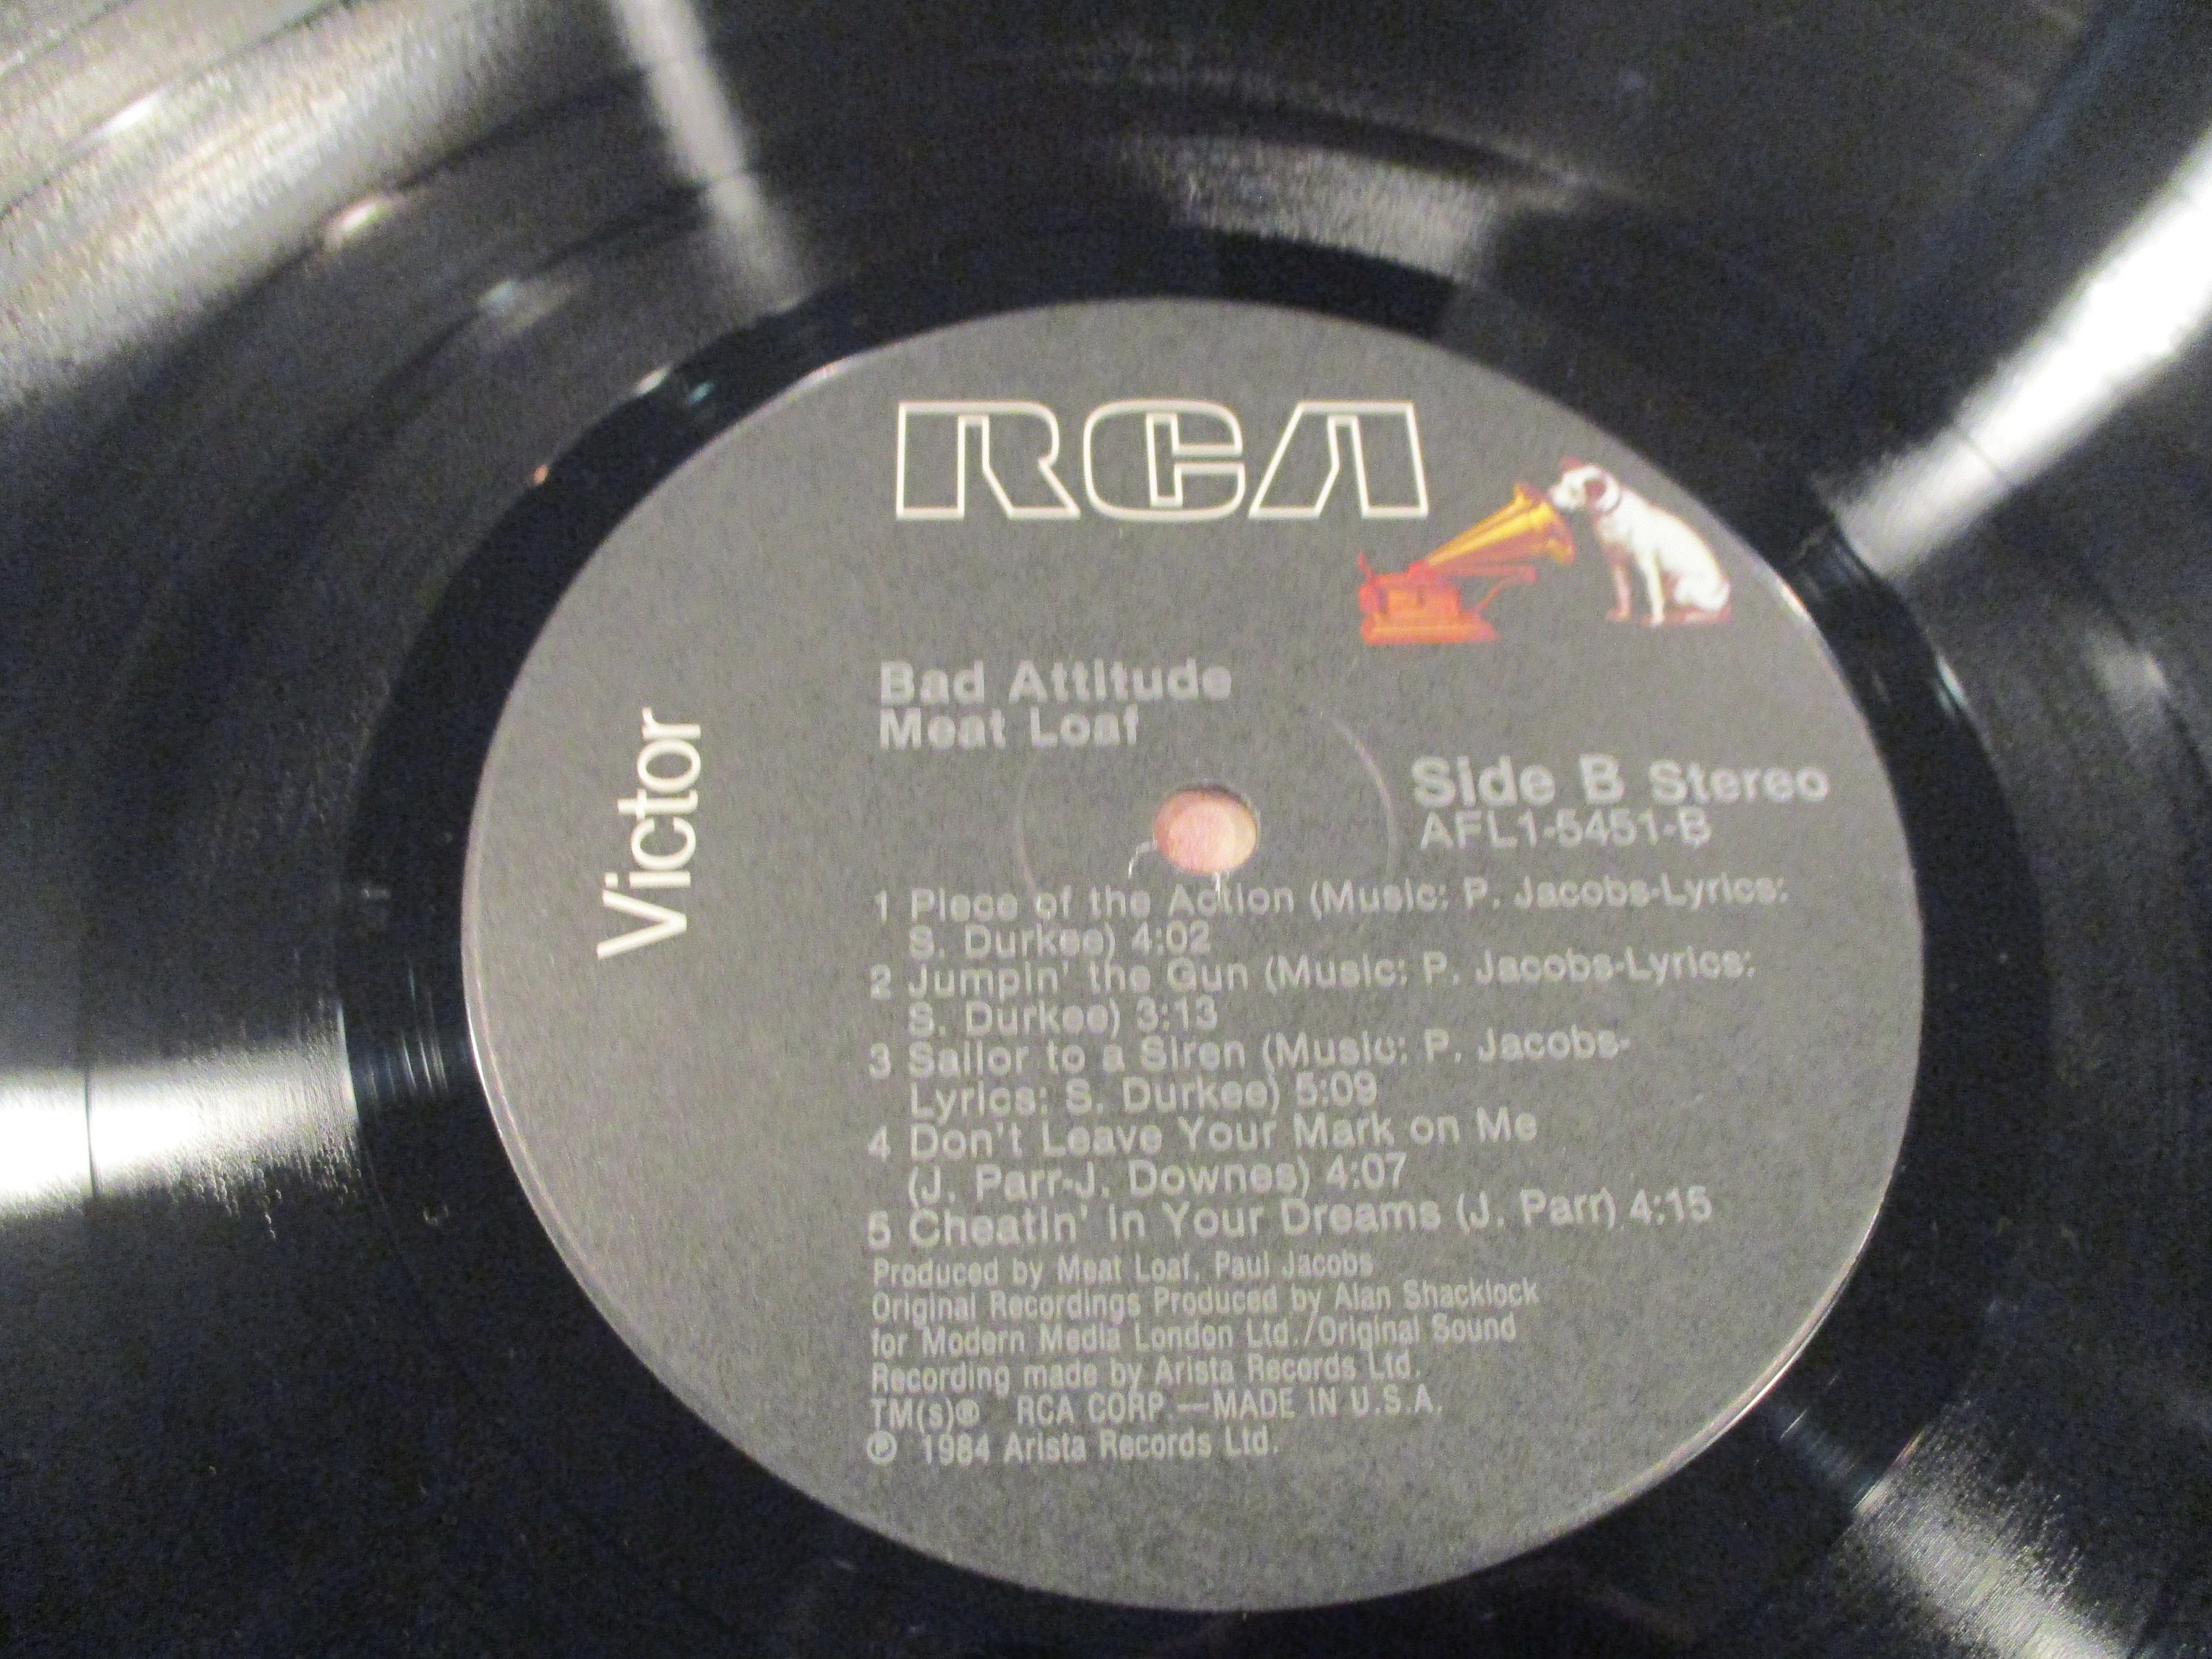 RCA
Victor
Bad Attitude
Meat Loaf
Side B Stereo
AFL1-5451-B
1 Piece of the Action (Music: P. Jacobs-Lyrics:
S. Durkee) 4:02
2 Jumpin' the Gun (Music: P. Jacobs-Lyrics:
S. Durkee) 3:13
3 Sailor to a Siren (Music: P. Jacobs-
Lyrics: S. Durkee) 5:09
4 Don't Leave Your Mark on Me
(J. Parr-J. Downes) 4:07
5 Cheatin' in Your Dreams (J. Parr) 4:15
Produced by Meat Loaf, Paul Jacobs
Original Recordings Produced by Alan Shacklock
for Modern Media London Ltd./Original Sound
Recording made by Arista Records Ltd.
TM(s)® RCA CORP.—MADE IN U.S.A.
℗ 1984 Arista Records Ltd.